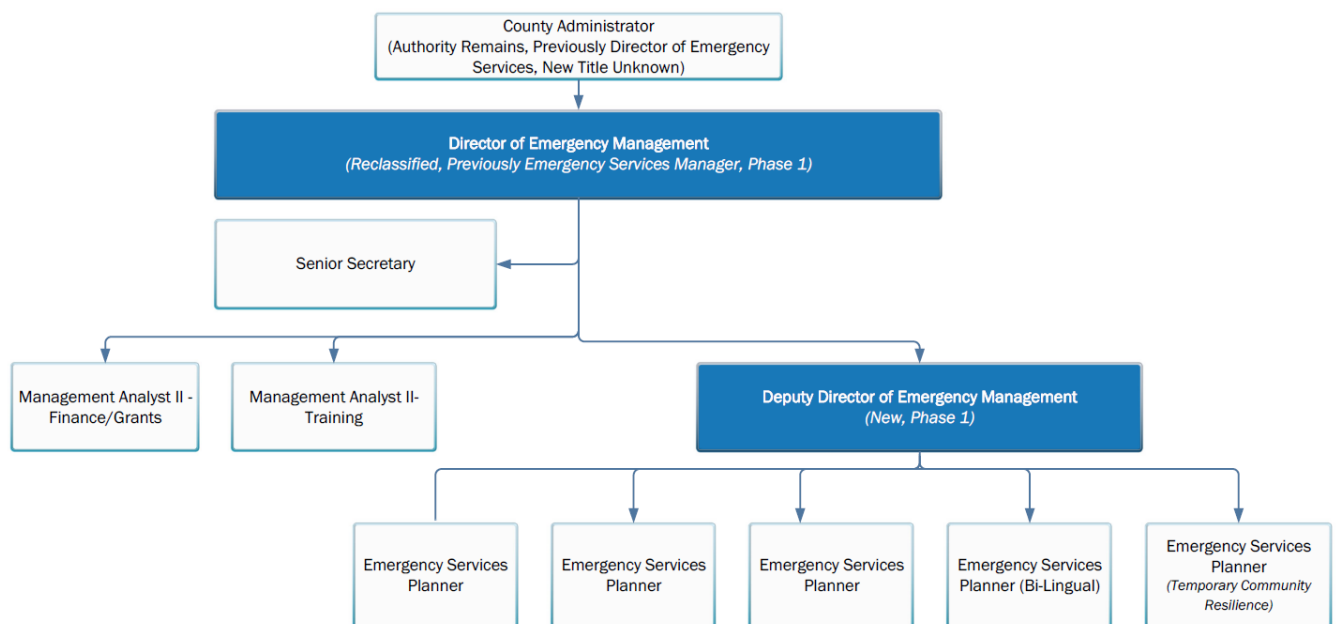 County Administrator
(Authority Remains, Previously Director of Emergency
Services, New Title Unknown)
Director of Emergency Management
(Reclassified, Previously Emergency Services Manager, Phase 1)
Senior Secretary
Management Analyst II -
Finance/Grants
Management Analyst II-
Training
Deputy Director of Emergency Management
(New, Phase 1)
Emergency Services
Planner
Emergency Services
Planner
Emergency Services
Planner
Emergency Services
Planner (Bi-Lingual)
Emergency Services
Planner
(Temporary Community
Resilience)